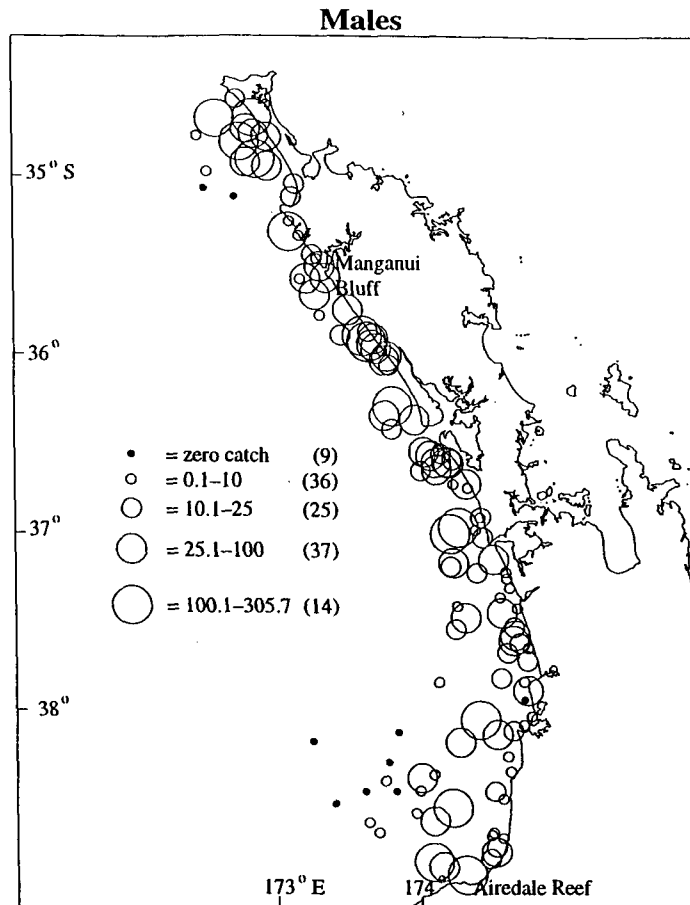 Males
35° S
Manganui
Bluff
36°
= zero catch (9)
= 0.1–10 (36)
= 10.1–25 (25)
37°
= 25.1–100 (37)
= 100.1–305.7 (14)
38°
173° E
174°
Airedale Reef